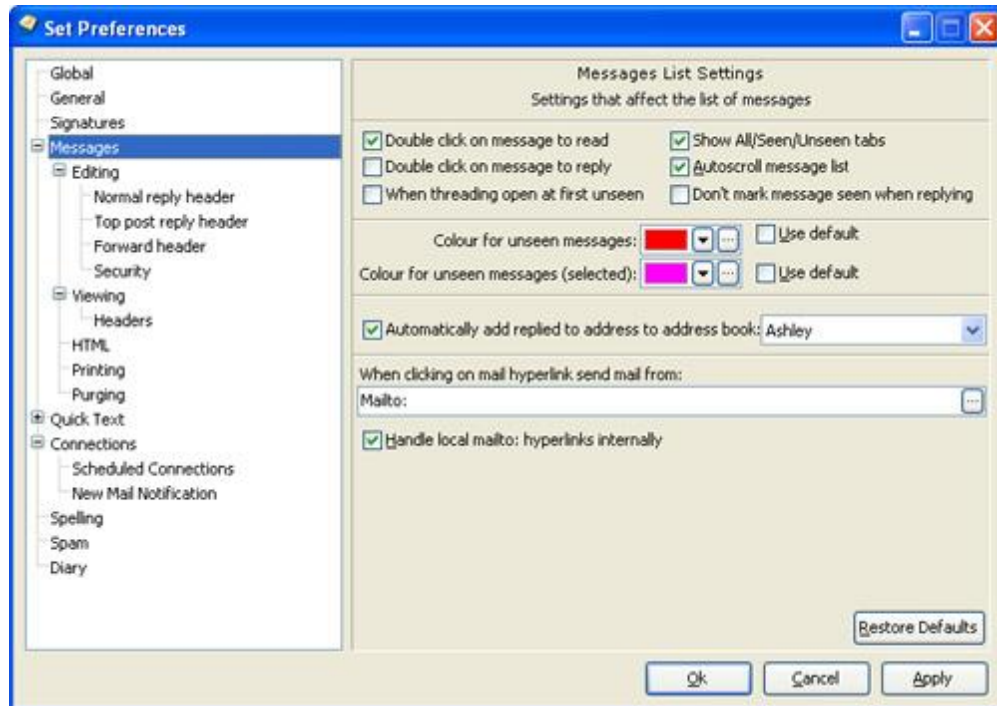 Set Preferences
Global
General
Signatures
Messages
Editing
Normal reply header
Top post reply header
Forward header
Security
Viewing
Headers
HTML
Printing
Purging
Quick Text
Connections
Scheduled Connections
New Mail Notification
Spelling
Spam
Diary
Messages List Settings
Settings that affect the list of messages
Double click on message to read
Show All/Seen/Unseen tabs
Double click on message to reply
Autoscroll message list
When threading open at first unseen
Don't mark message seen when replying
Colour for unseen messages:
Use default
Colour for unseen messages (selected):
Use default
Automatically add replied to address to address book: Ashley
When clicking on mail hyperlink send mail from:
Mailto:
Handle local mailto: hyperlinks internally
Restore Defaults
Ok
Cancel
Apply